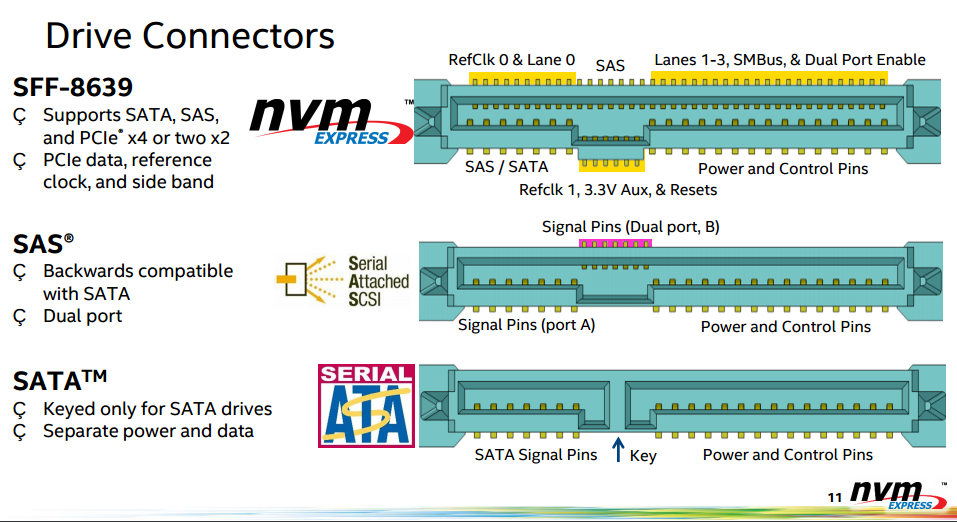 Drive Connectors
SFF-8639
Ç Supports SATA, SAS,
and PCIe® x4 or two x2
Ç PCIe data, reference
clock, and side band
nvm™
EXPRESS
RefClk 0 & Lane 0
SAS
Lanes 1-3, SMBus, & Dual Port Enable
SAS / SATA
Power and Control Pins
Refclk 1, 3.3V Aux, & Resets
SAS®
Ç Backwards compatible
with SATA
Ç Dual port
Serial
Attached
SCSI
Signal Pins (Dual port, B)
Signal Pins (port A)
Power and Control Pins
SATA™
Ç Keyed only for SATA drives
Ç Separate power and data
SERIAL
ATA
SATA Signal Pins
Key
Power and Control Pins
11
nvm™
EXPRESS